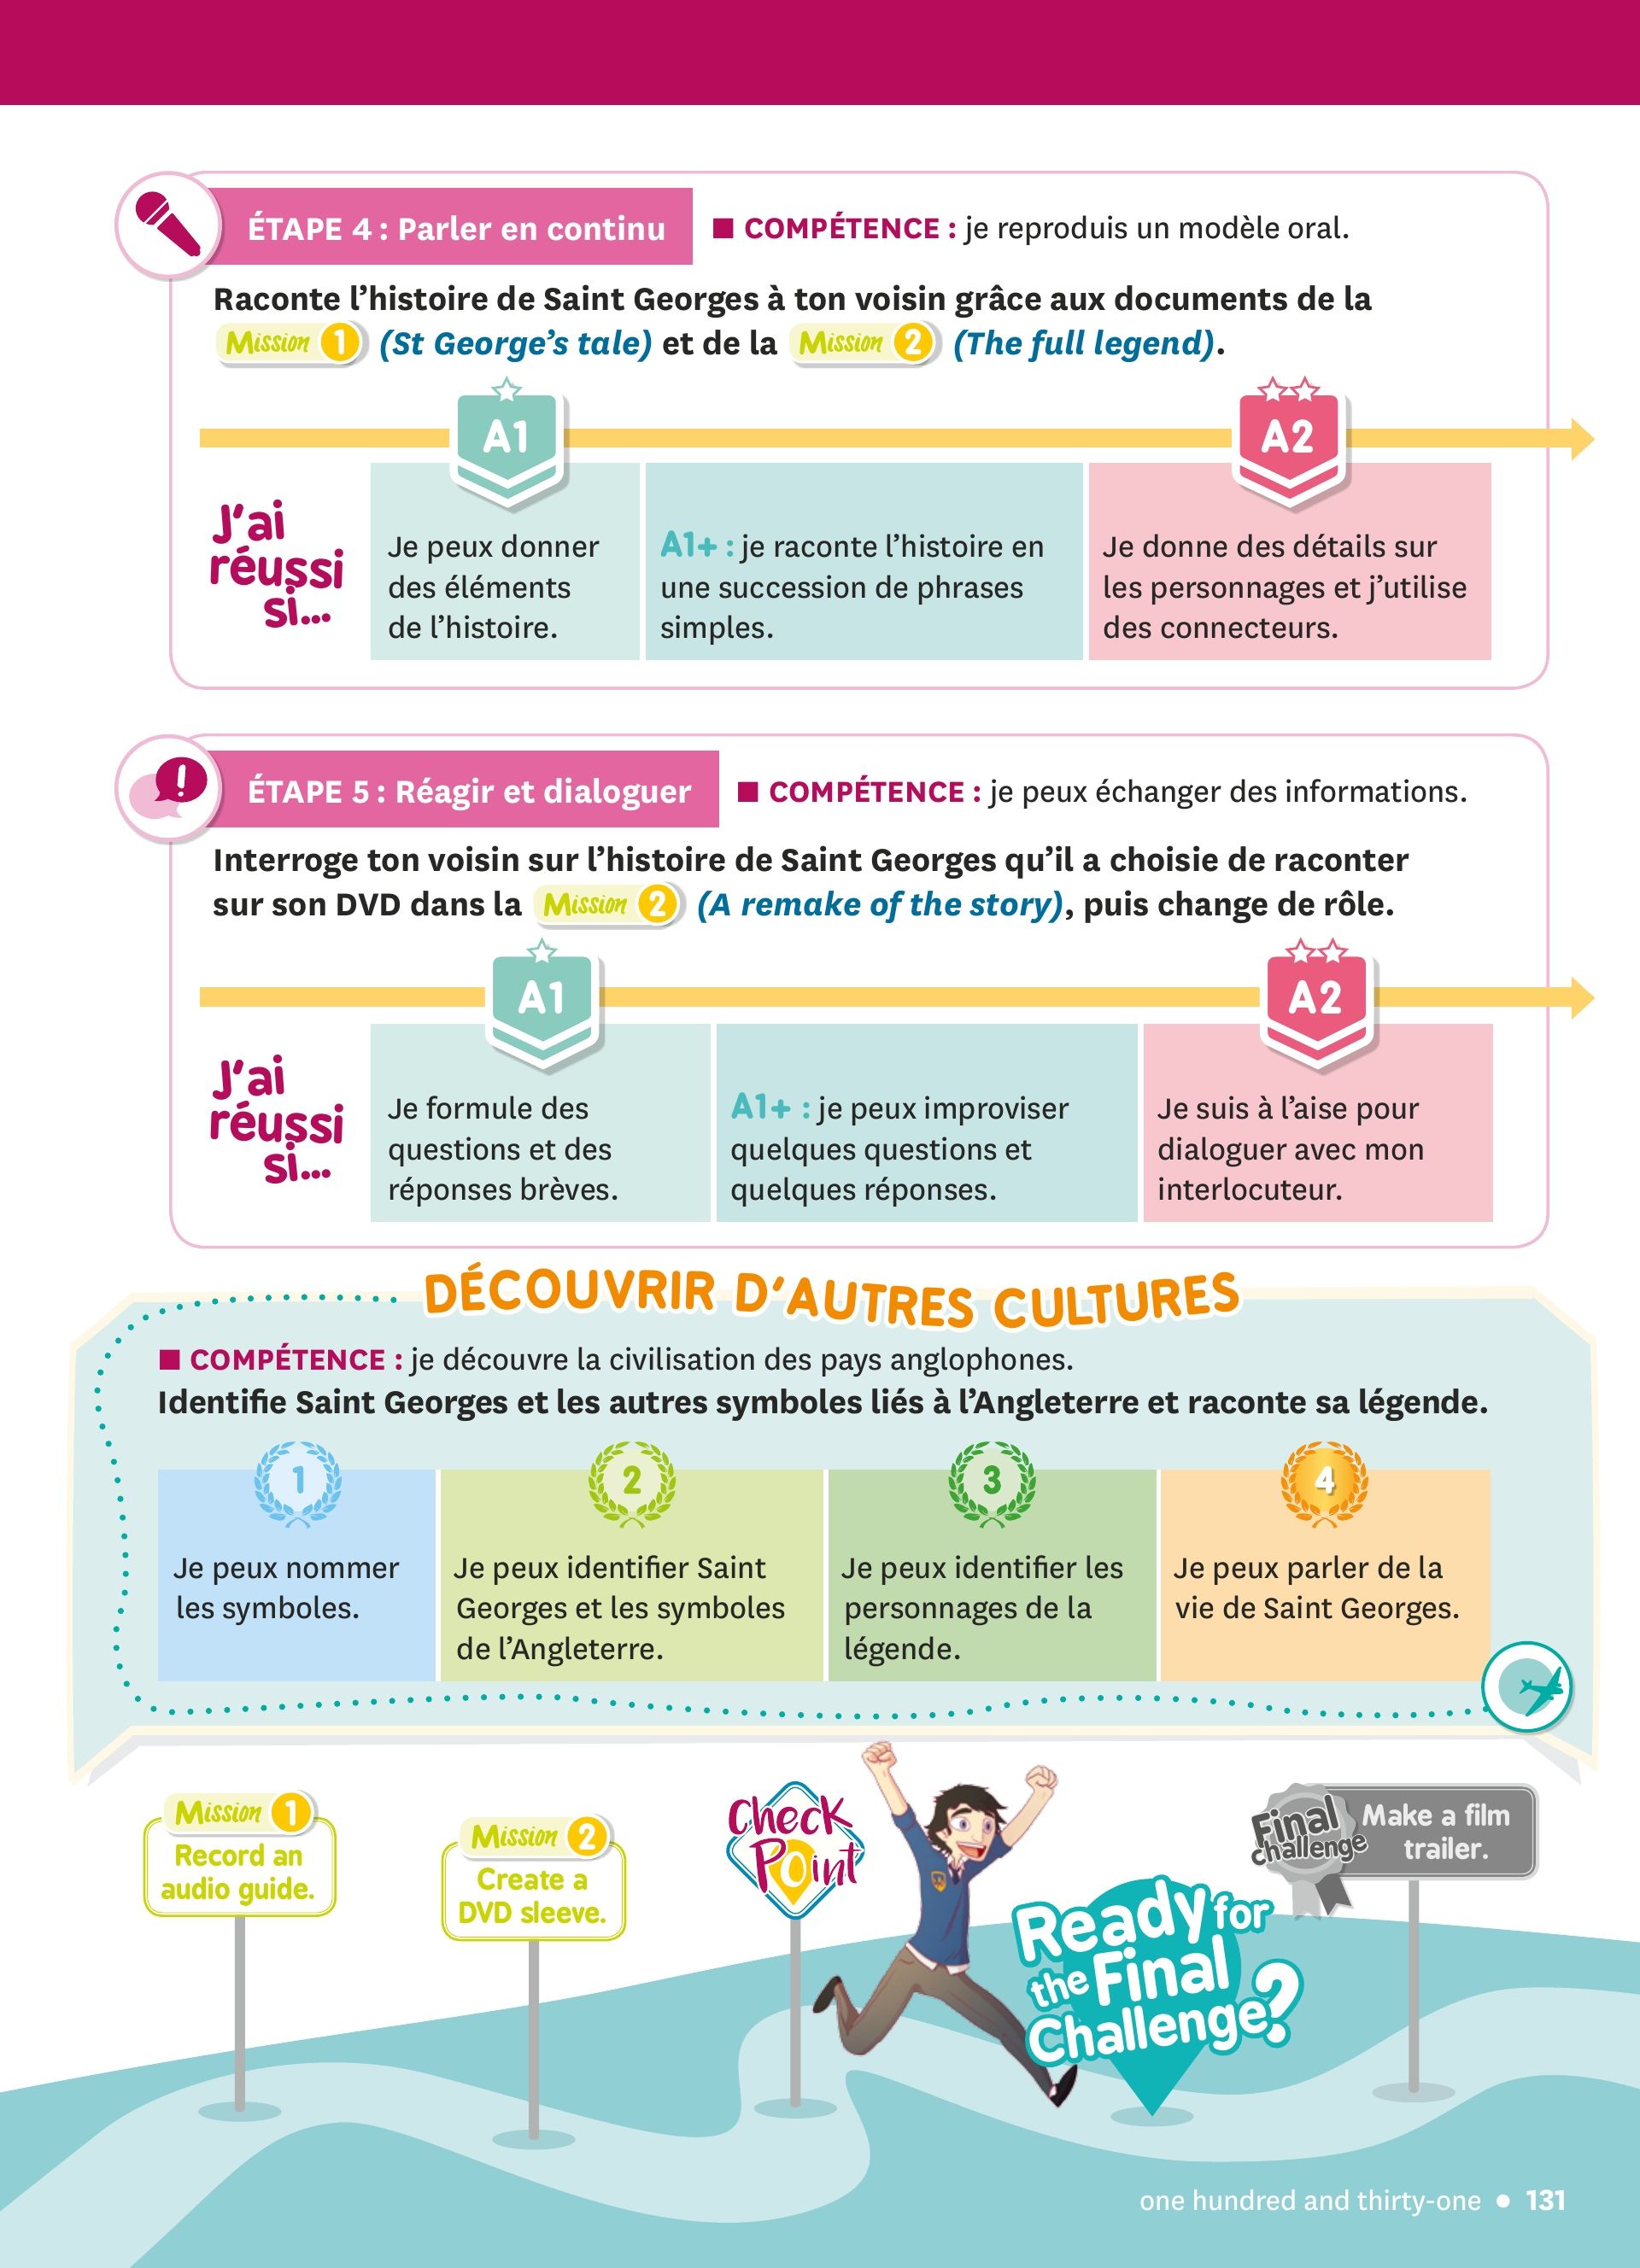 ÉTAPE 4 : Parler en continu ■ COMPÉTENCE : je reproduis un modèle oral.
Raconte l'histoire de Saint Georges à ton voisin grâce aux documents de la
Mission 1 (St George's tale) et de la Mission 2 (The full legend).
A1
A2
J'ai
réussi
si...
Je peux donner
des éléments
de l'histoire.
A1+ : je raconte l'histoire en
une succession de phrases
simples.
Je donne des détails sur
les personnages et j'utilise
des connecteurs.
ÉTAPE 5 : Réagir et dialoguer ■ COMPÉTENCE : je peux échanger des informations.
Interroge ton voisin sur l'histoire de Saint Georges qu'il a choisie de raconter
sur son DVD dans la Mission 2 (A remake of the story), puis change de rôle.
A1
A2
J'ai
réussi
si...
Je formule des
questions et des
réponses brèves.
A1+ : je peux improviser
quelques questions et
quelques réponses.
Je suis à l'aise pour
dialoguer avec mon
interlocuteur.
DÉCOUVRIR D'AUTRES CULTURES
■ COMPÉTENCE : je découvre la civilisation des pays anglophones.
Identifie Saint Georges et les autres symboles liés à l'Angleterre et raconte sa légende.
1
Je peux nommer
les symboles.
2
Je peux identifier Saint
Georges et les symboles
de l'Angleterre.
3
Je peux identifier les
personnages de la
légende.
4
Je peux parler de la
vie de Saint Georges.
Mission 1
Record an
audio guide.
Mission 2
Create a
DVD sleeve.
Check
Point
Ready for
the Final
Challenge?
Final
challenge
Make a film
trailer.
one hundred and thirty-one • 131